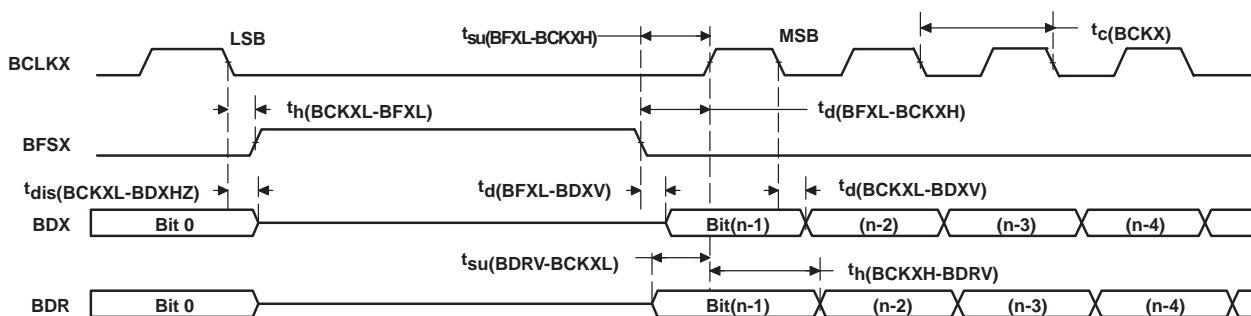 LSB
tsu(BFXL-BCKXH)
MSB
tc(BCKX)
BCLKX
th(BCKXL-BFXL)
td(BFXL-BCKXH)
BFSX
tdis(BCKXL-BDXHZ)
td(BFXL-BDXV)
td(BCKXL-BDXV)
BDX Bit 0 Bit(n-1) (n-2) (n-3) (n-4)
tsu(BDRV-BCKXL)
th(BCKXH-BDRV)
BDR Bit 0 Bit(n-1) (n-2) (n-3) (n-4)